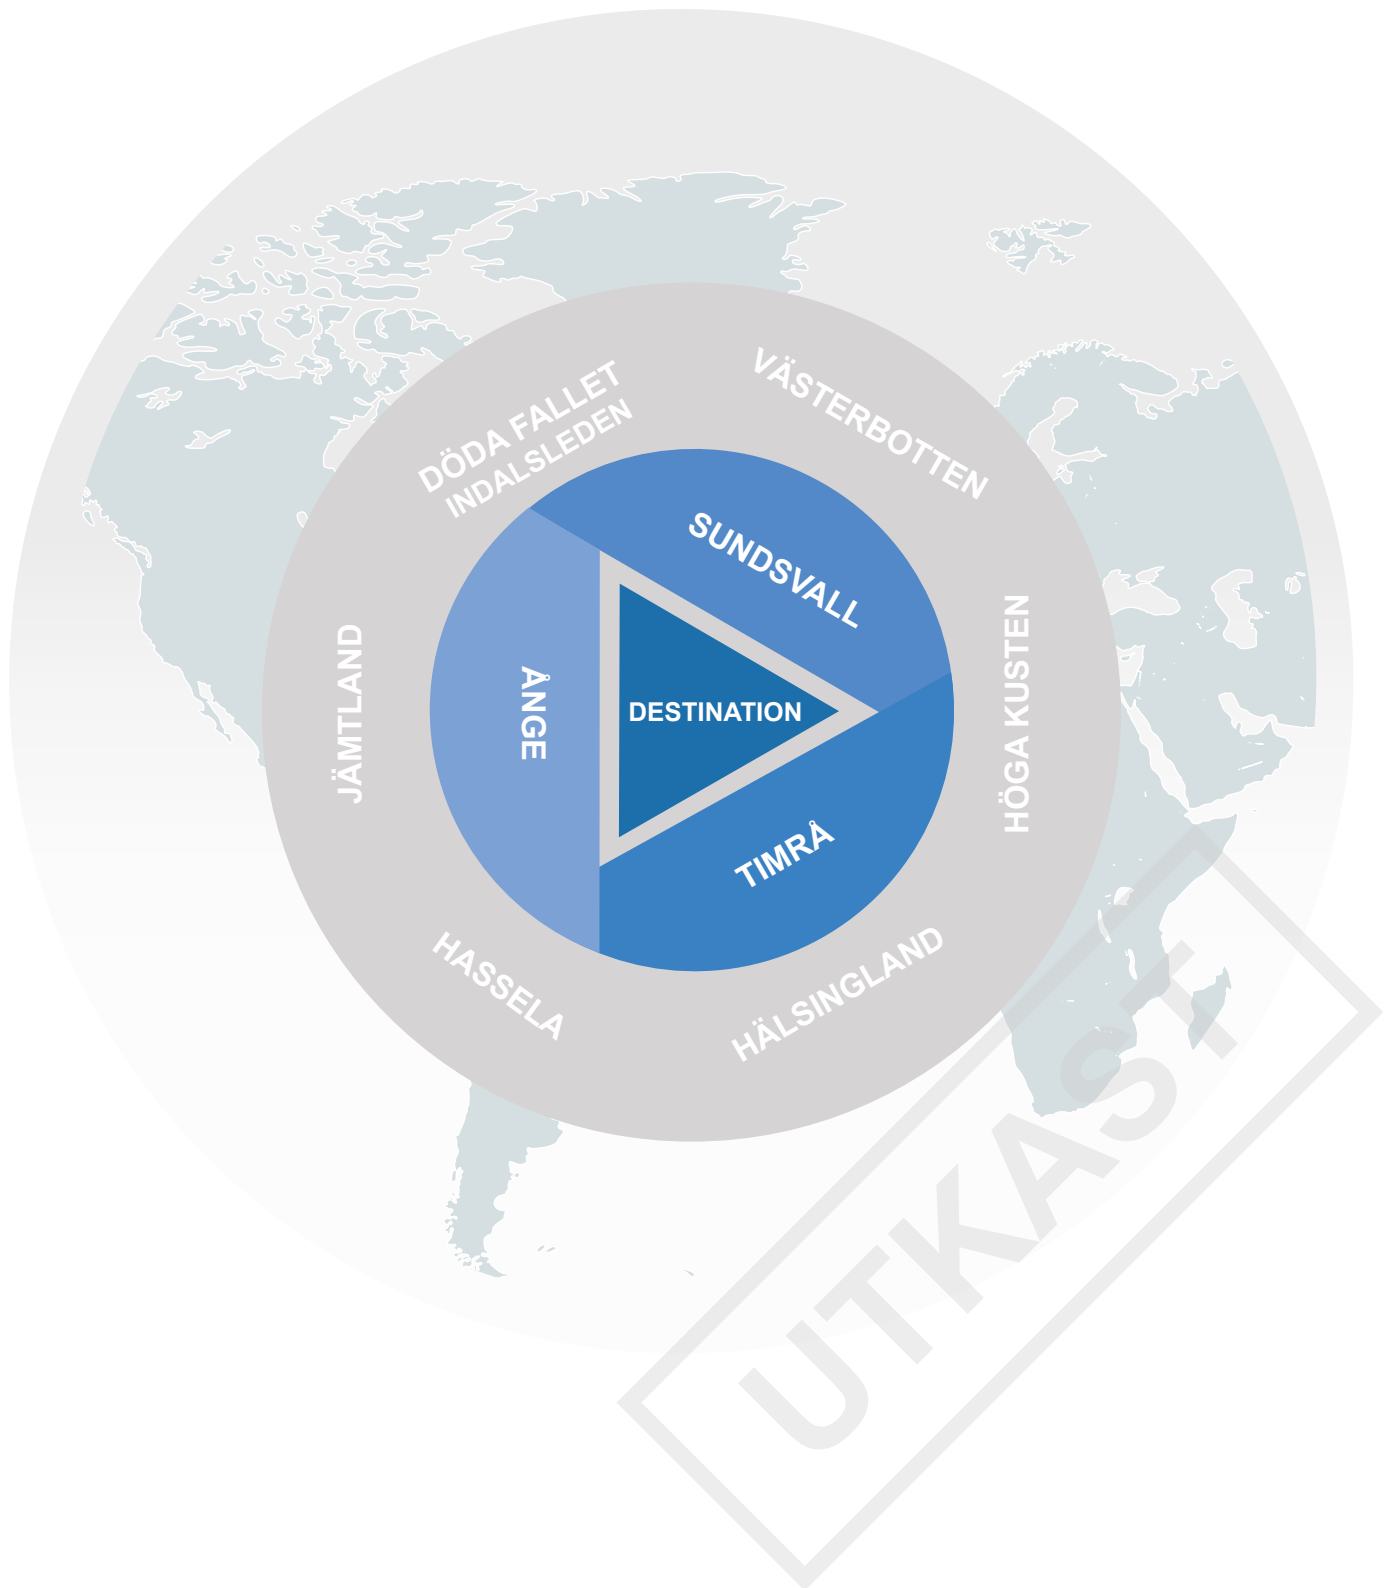 DÖDA FALLET
INDALSLEDEN
VÄSTERBOTTEN
SUNDSVALL
JÄMTLAND
ÅNGE
DESTINATION
HÖGA KUSTEN
TIMRÅ
HASSELA
HÄLSINGLAND
UTKAST